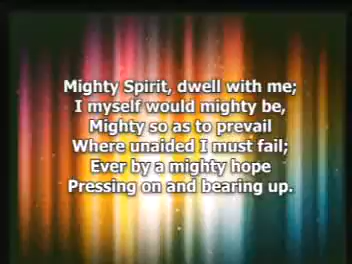 Mighty Spirit, dwell with me;
I myself would mighty be,
Mighty so as to prevail
Where unaided I must fail;
Ever by a mighty hope
Pressing on and bearing up.